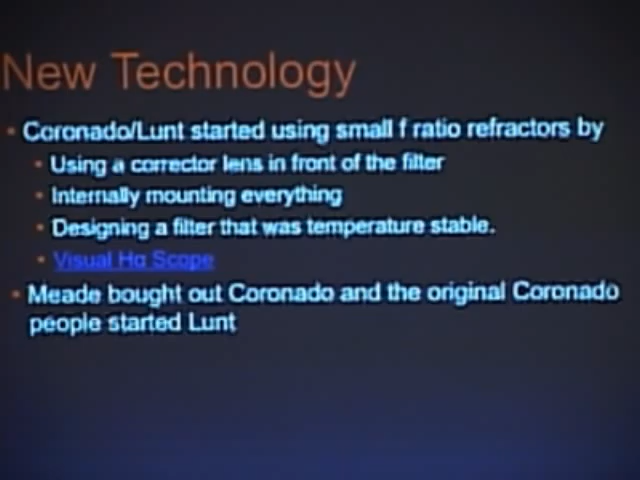 New Technology
• Coronado/Lunt started using small f ratio refractors by
• Using a corrector lens in front of the filter
• Internally mounting everything
• Designing a filter that was temperature stable.
• Visual Hα Scope
• Meade bought out Coronado and the original Coronado
people started Lunt